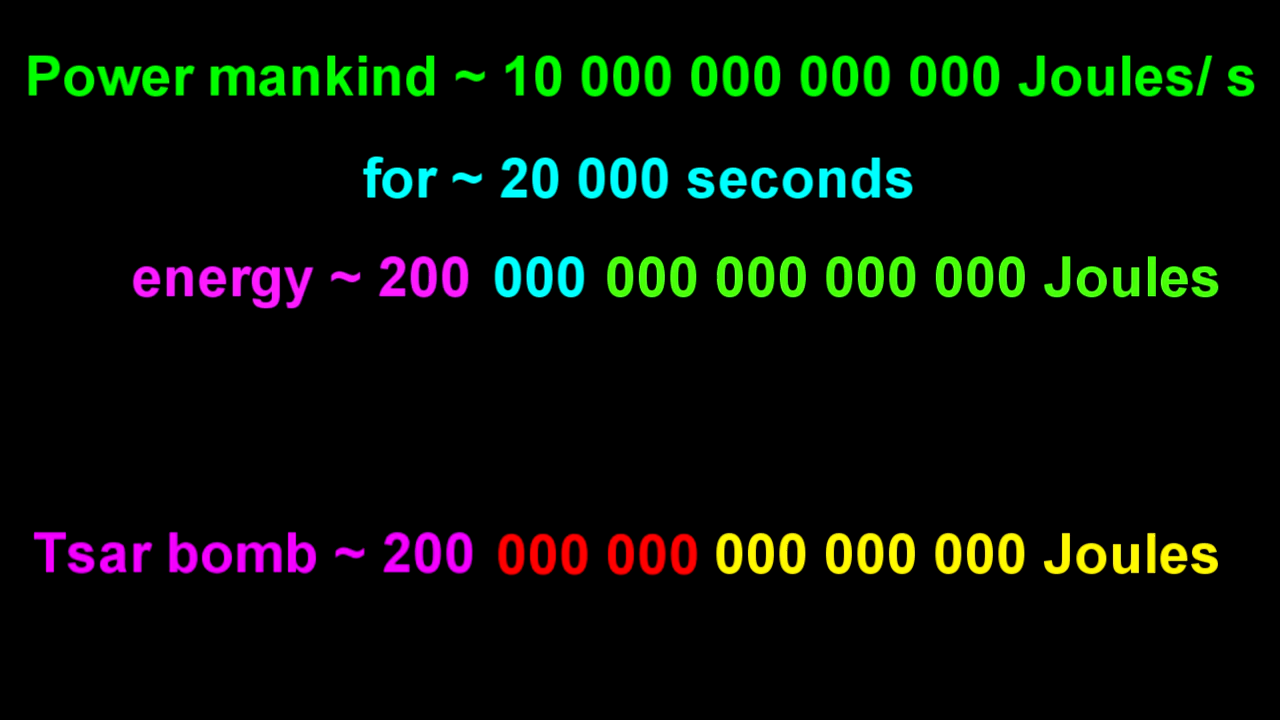 Power mankind ~ 10 000 000 000 000 Joules/ s
for ~ 20 000 seconds
energy ~ 200 000 000 000 000 000 Joules
Tsar bomb ~ 200 000 000 000 000 000 Joules